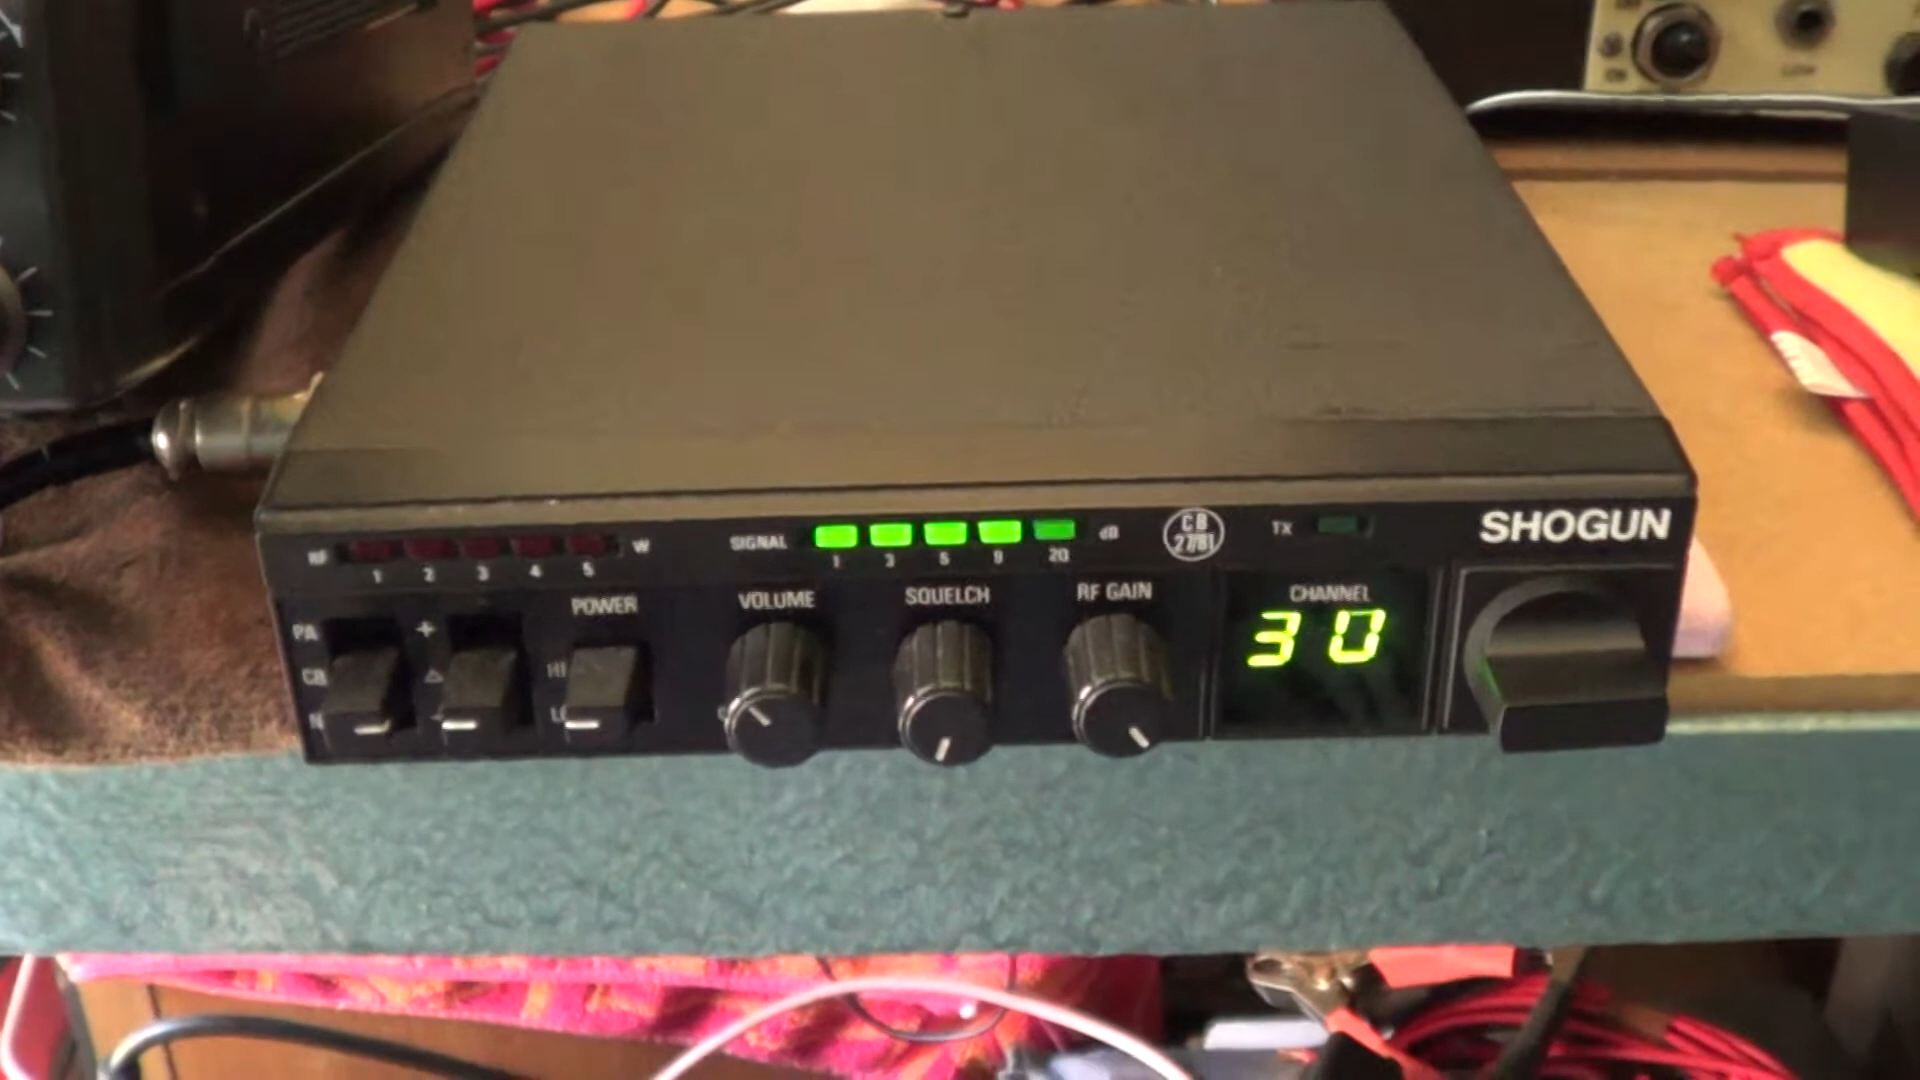 RF W
1 2 3 4 5
SIGNAL dB
1 3 5 9 20
CB
27/81
TX
SHOGUN
PA
CB
+
△
POWER
HI
VOLUME
SQUELCH
RF GAIN
CHANNEL
30